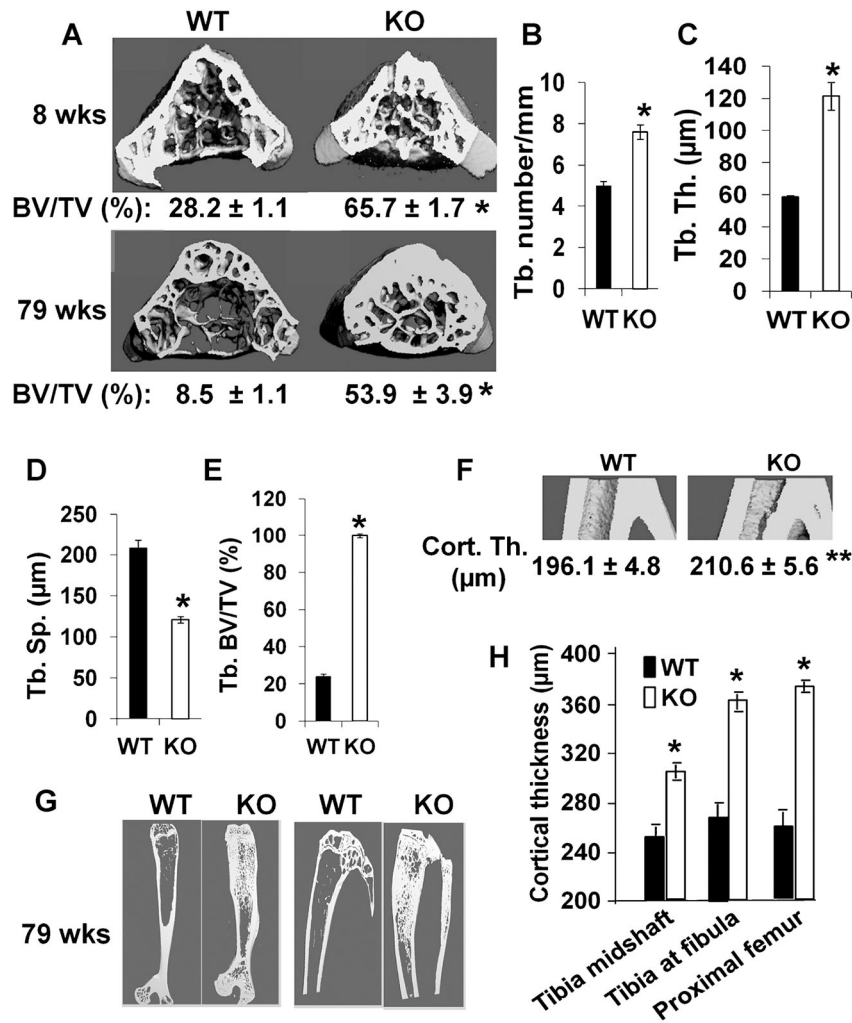 A
WT
KO
8 wks
BV/TV (%): 28.2 ± 1.1 65.7 ± 1.7 *
79 wks
BV/TV (%): 8.5 ± 1.1 53.9 ± 3.9 *
B
Tb. number/mm
10
8
6
4
2
0
*
WT KO
C
Tb. Th. (µm)
140
120
100
80
60
40
20
0
*
WT KO
D
Tb. Sp. (µm)
250
200
150
100
50
0
*
WT KO
E
Tb. BV/TV (%)
120
100
80
60
40
20
0
*
WT KO
F
WT
KO
Cort. Th.
(µm)
196.1 ± 4.8 210.6 ± 5.6 **
G
WT KO WT KO
79 wks
H
Cortical thickness (µm)
400
360
320
280
240
200
WT
KO
*
*
*
Tibia midshaft
Tibia at fibula
Proximal femur